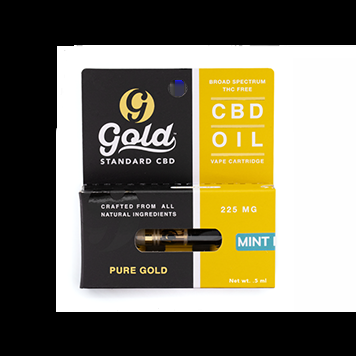 BROAD SPECTRUM
THC FREE
CBD
OIL
VAPE CARTRIDGE
g
Gold
STANDARD CBD
CRAFTED FROM ALL
NATURAL INGREDIENTS
225 MG
MINT
PURE GOLD
Net wt. .3 ml